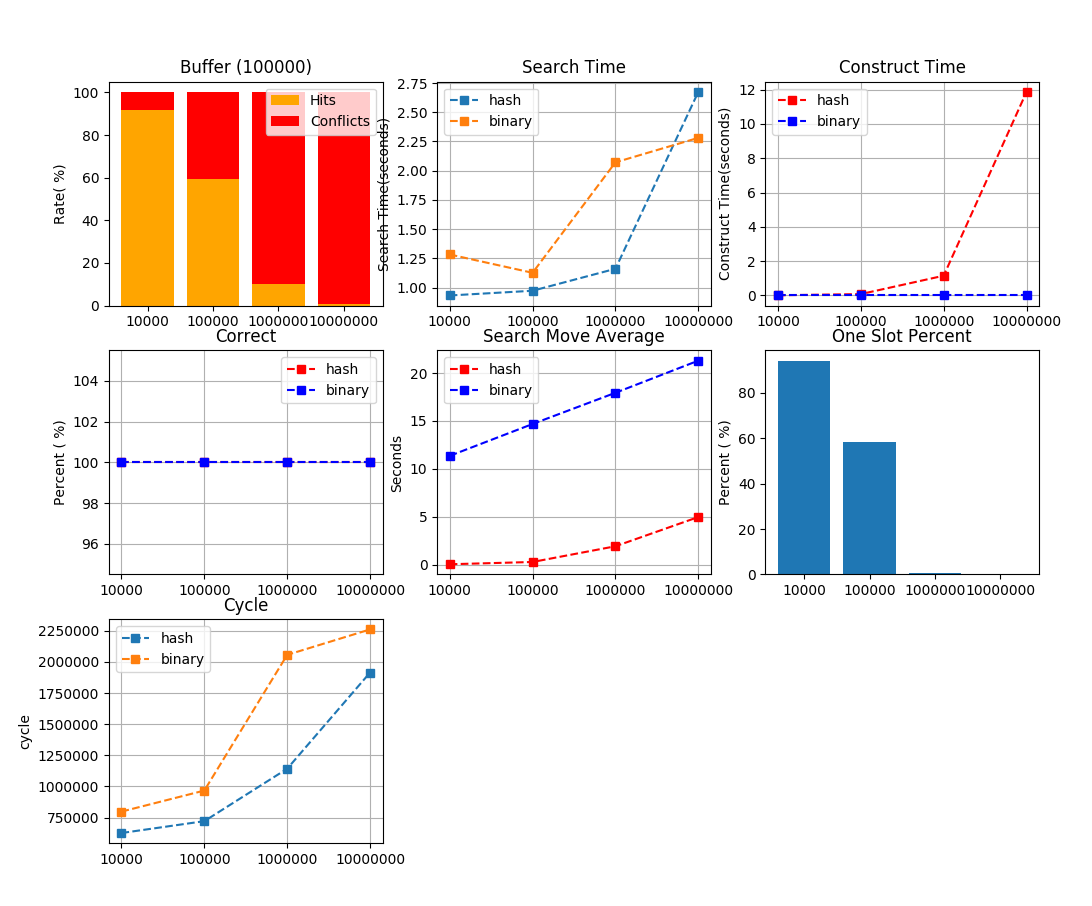 Buffer (100000)
Rate( %)
100
80
60
40
20
0
Hits
Conflicts
10000
100000
1000000
10000000
Search Time
Search Time(seconds)
2.75
2.50
2.25
2.00
1.75
1.50
1.25
1.00
hash
binary
10000
100000
1000000
10000000
Construct Time
Construct Time(seconds)
12
10
8
6
4
2
0
hash
binary
10000
100000
1000000
10000000
Correct
Percent ( %)
104
102
100
98
96
hash
binary
10000
100000
1000000
10000000
Search Move Average
Seconds
20
15
10
5
0
hash
binary
10000
100000
1000000
10000000
One Slot Percent
Percent ( %)
80
60
40
20
0
10000
100000
1000000
10000000
Cycle
cycle
2250000
2000000
1750000
1500000
1250000
1000000
750000
hash
binary
10000
100000
1000000
10000000